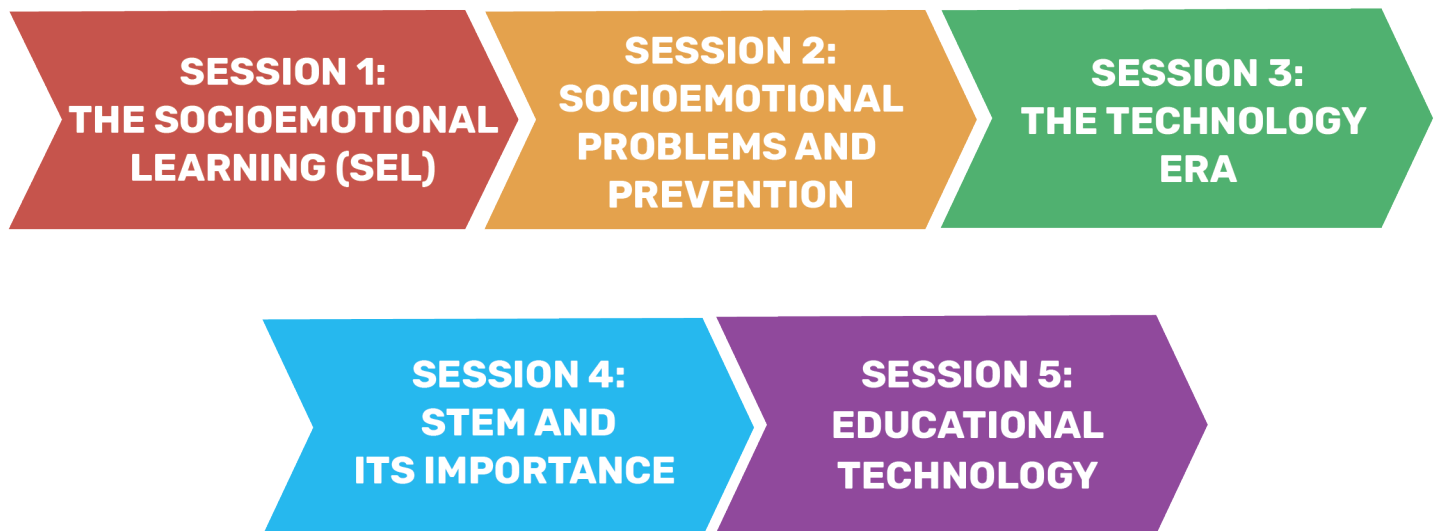 SESSION 1:
THE SOCIOEMOTIONAL
LEARNING (SEL)
SESSION 2:
SOCIOEMOTIONAL
PROBLEMS AND
PREVENTION
SESSION 3:
THE TECHNOLOGY
ERA
SESSION 4:
STEM AND
ITS IMPORTANCE
SESSION 5:
EDUCATIONAL
TECHNOLOGY